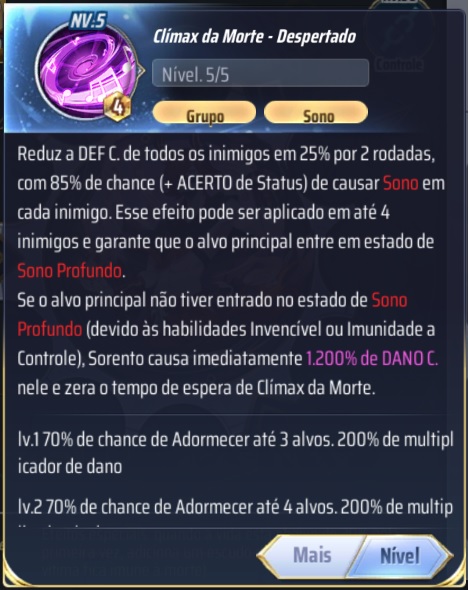 NV.5
Clímax da Morte - Despertado
4
Nível. 5/5
Grupo
Sono
Reduz a DEF C. de todos os inimigos em 25% por 2 rodadas,
com 85% de chance (+ ACERTO de Status) de causar Sono em
cada inimigo. Esse efeito pode ser aplicado em até 4
inimigos e garante que o alvo principal entre em estado de
Sono Profundo.
Se o alvo principal não tiver entrado no estado de Sono
Profundo (devido às habilidades Invencível ou Imunidade a
Controle), Sorento causa imediatamente 1.200% de DANO C.
nele e zera o tempo de espera de Clímax da Morte.
lv.1 70% de chance de Adormecer até 3 alvos. 200% de multipl
icador de dano
lv.2 70% de chance de Adormecer até 4 alvos. 200% de multip
Mais
Nível